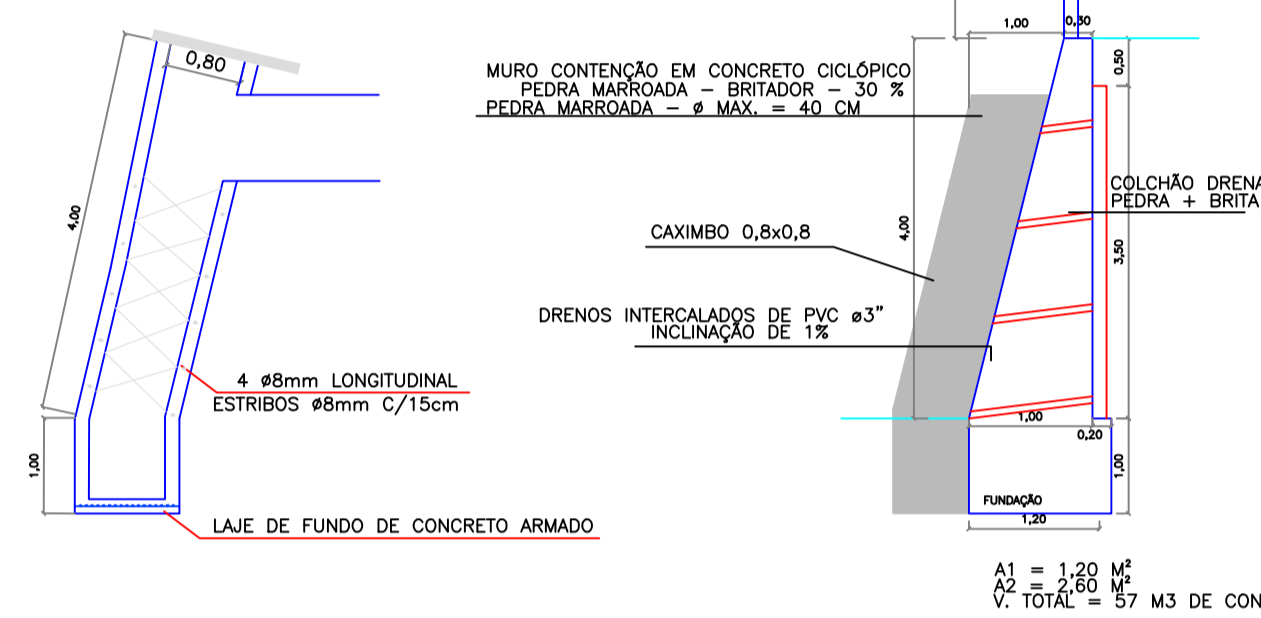 0,80
4,00
1,00
4 Ø8mm LONGITUDINAL
ESTRIBOS Ø8mm C/15cm
LAJE DE FUNDO DE CONCRETO ARMADO
MURO CONTENÇÃO EM CONCRETO CICLÓPICO
PEDRA MARROADA – BRITADOR – 30 %
PEDRA MARROADA – ø MAX. = 40 CM
CAXIMBO 0,8x0,8
DRENOS INTERCALADOS DE PVC ø3”
INCLINAÇÃO DE 1%
1,00
0,30
0,50
4,00
COLCHÃO DRENA
PEDRA + BRITA
3,50
1,00
0,20
1,00
FUNDAÇÃO
1,20
A1 = 1,20 M²
A2 = 2,60 M²
V. TOTAL = 57 M3 DE CON